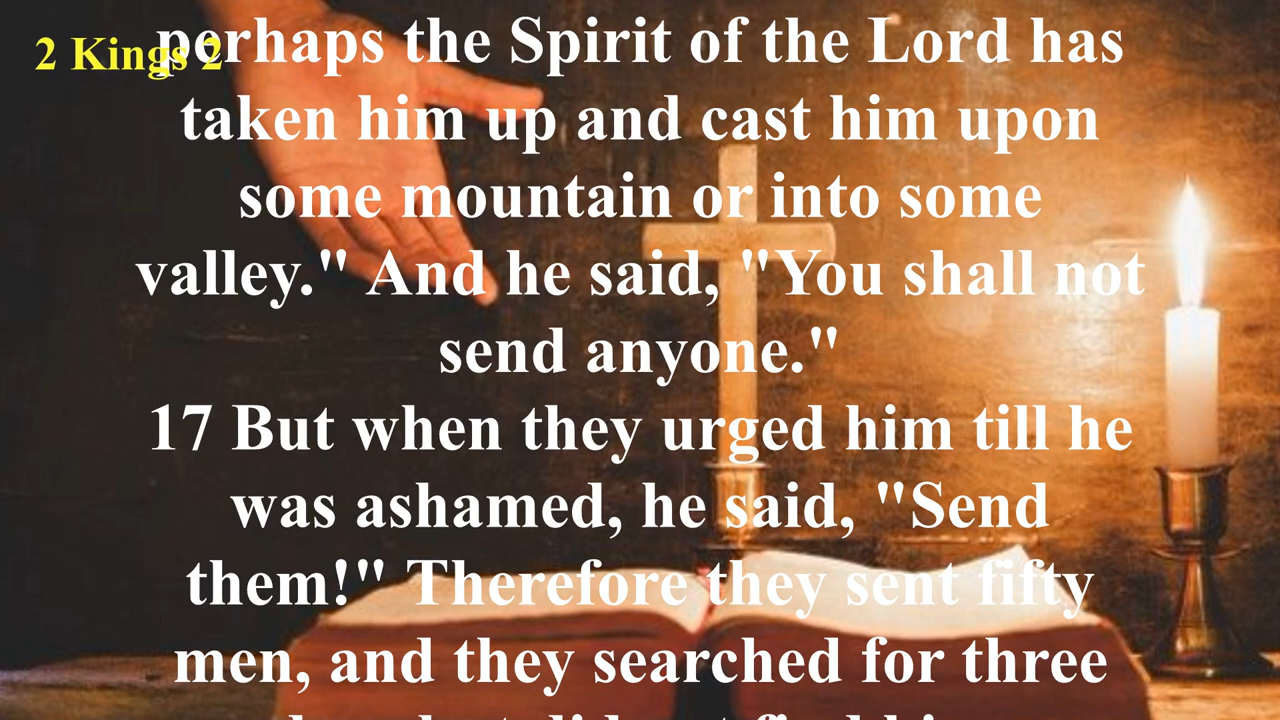 2 Kings 2
perhaps the Spirit of the Lord has
taken him up and cast him upon
some mountain or into some
valley." And he said, "You shall not
send anyone."
17 But when they urged him till he
was ashamed, he said, "Send
them!" Therefore they sent fifty
men, and they searched for three